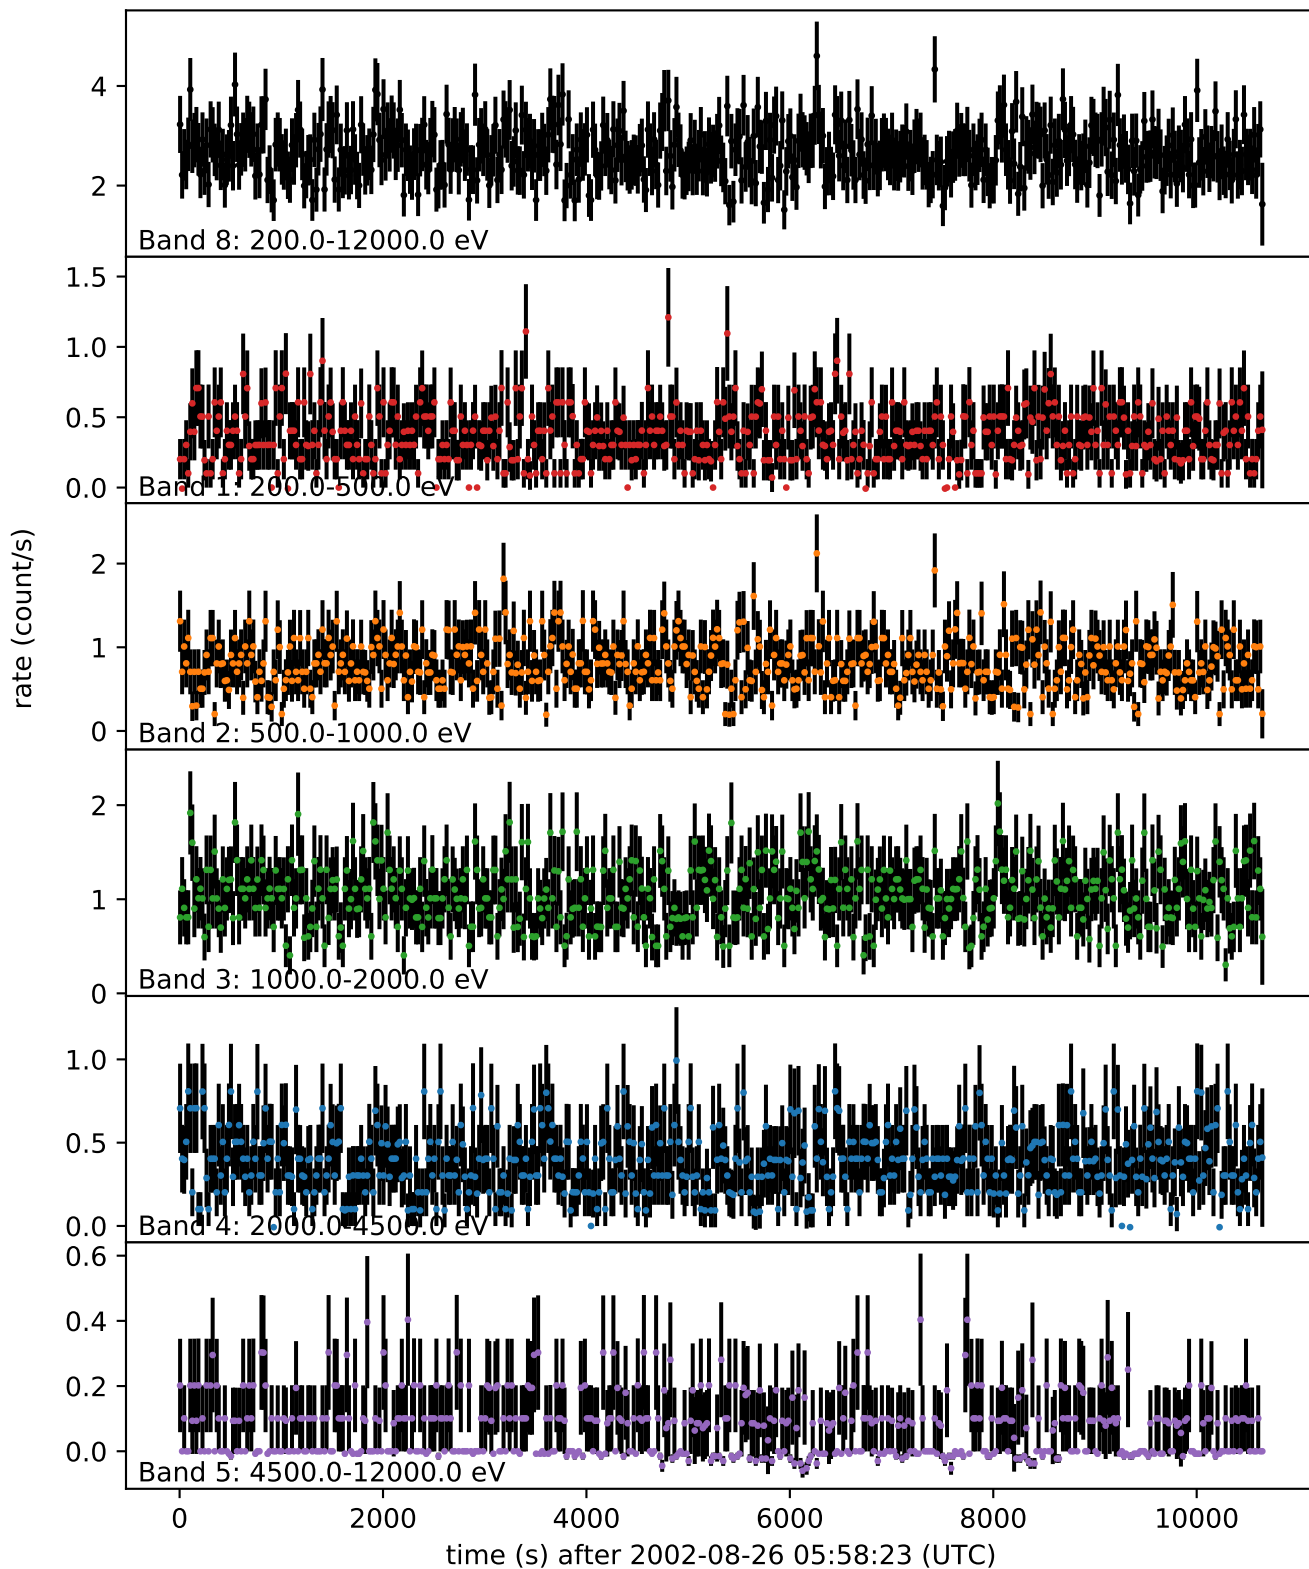 4
2
Band 8: 200.0-12000.0 eV
1.5
1.0
0.5
0.0
Band 1: 200.0-500.0 eV
2
1
0
Band 2: 500.0-1000.0 eV
rate (count/s)
2
1
0
Band 3: 1000.0-2000.0 eV
1.0
0.5
0.0
Band 4: 2000.0-4500.0 eV
0.6
0.4
0.2
0.0
Band 5: 4500.0-12000.0 eV
0 2000 4000 6000 8000 10000
time (s) after 2002-08-26 05:58:23 (UTC)